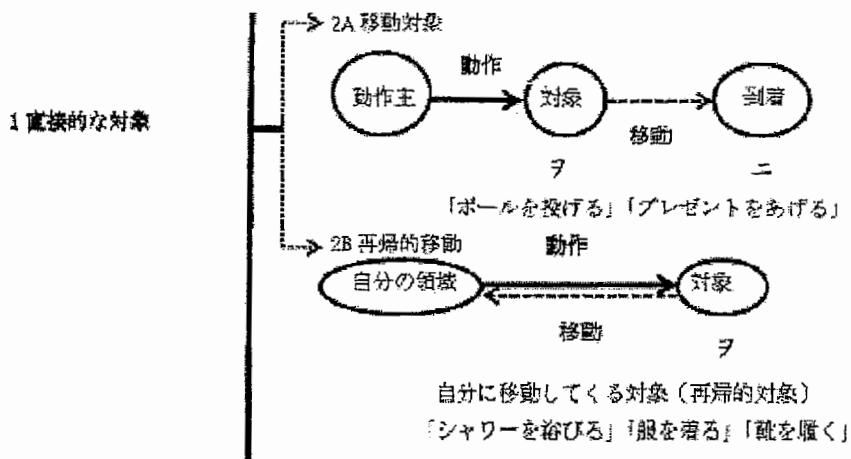 2A 移動対象
動作
動作主 対象 到着
1 直接的な対象
移動
ヲ ニ
「ボールを投げる」「プレゼントをあげる」
2B 再帰的移動
動作
自分の領域 対象
移動
ヲ
自分に移動してくる対象（再帰的対象）
「シャワーを浴びる」「服を着る」「靴を履く」